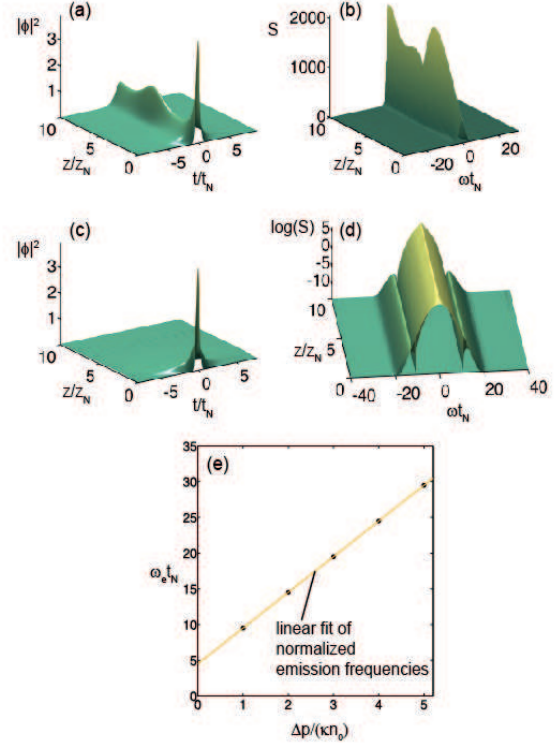 (a)
|ϕ|²
3
2
1
10
5
0
z/z_N
-5
0
5
t/t_N
(b)
S
2000
1000
0
10
5
0
z/z_N
-20
0
20
ωt_N
(c)
|ϕ|²
3
2
1
10
5
0
z/z_N
-5
0
5
t/t_N
(d)
log(S)
5
0
-5
-10
10
5
0
z/z_N
-40
-20
0
20
40
ωt_N
(e)
35
30
25
20
15
10
5
0
ω_e t_N
linear fit of
normalized
emission frequencies
0 1 2 3 4 5
Δp/(κn₀)